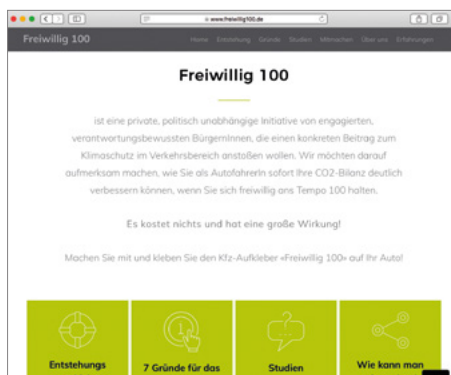 www.freiwillig100.de
Freiwillig 100
Home Entstehung Gründe Studien Mitmachen Über uns Erfahrungen
Freiwillig 100
ist eine private, politisch unabhängige Initiative von engagierten,
verantwortungsbewussten BürgerInnen, die einen konkreten Beitrag zum
Klimaschutz im Verkehrsbereich anstoßen wollen. Wir möchten darauf
aufmerksam machen, wie Sie als AutofahrerIn sofort Ihre CO2-Bilanz deutlich
verbessern können, wenn Sie sich freiwillig ans Tempo 100 halten.
Es kostet nichts und hat eine große Wirkung!
Machen Sie mit und kleben Sie den Kfz-Aufkleber «Freiwillig 100» auf Ihr Auto!
Entstehungs 7 Gründe für das Studien Wie kann man